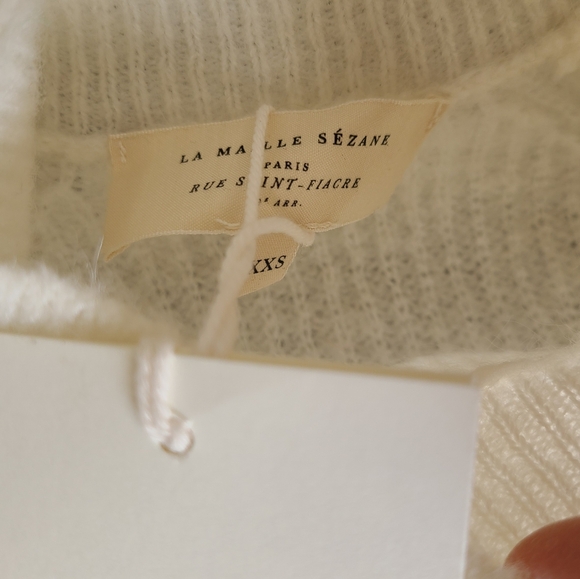 LA MAILLE SÉZANE
PARIS
RUE SAINT-FIACRE
ARR.
XXS